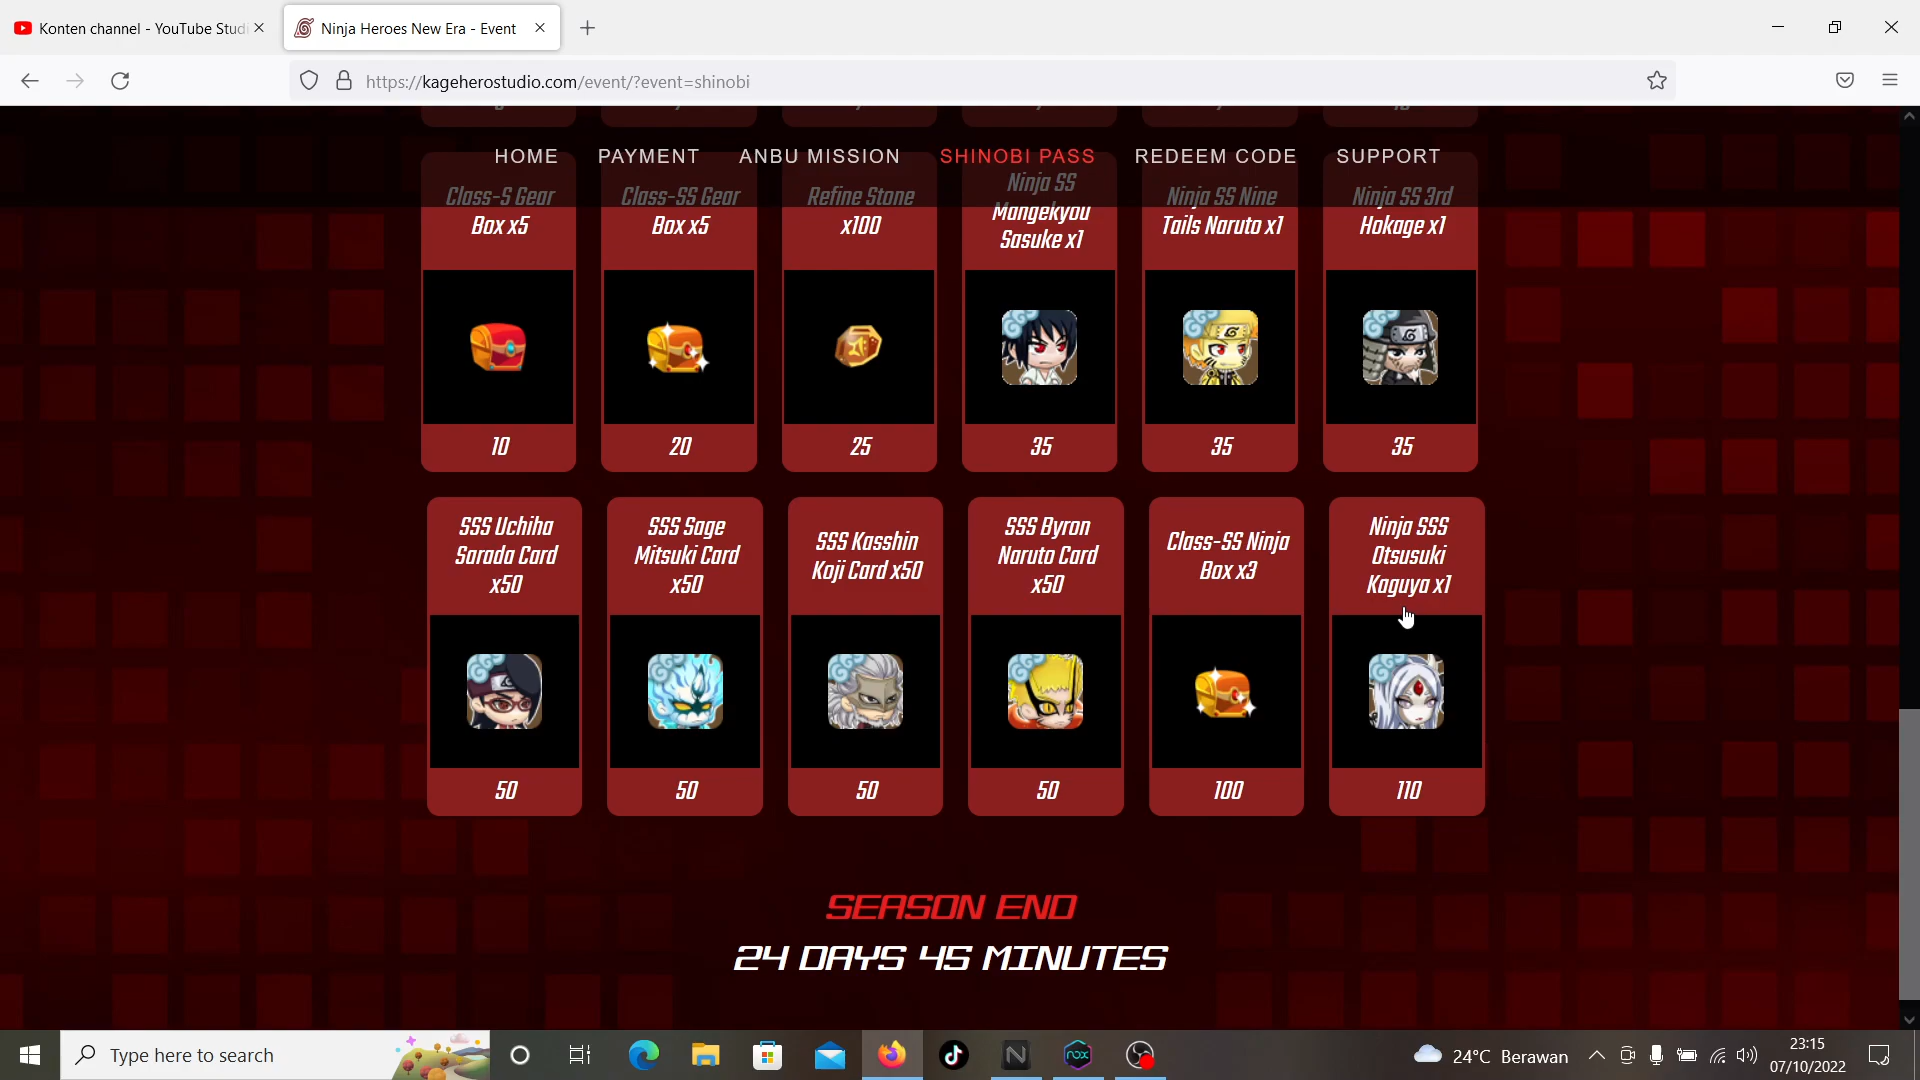 Konten channel - YouTube Studi
Ninja Heroes New Era - Event
https://kageherostudio.com/event/?event=shinobi
HOME PAYMENT ANBU MISSION SHINOBI PASS REDEEM CODE SUPPORT
Class-S Gear
Box x5
10
Class-SS Gear
Box x5
20
Refine Stone
x100
25
Ninja SS
Mangekyou
Sasuke x1
35
Ninja SS Nine
Tails Naruto x1
35
Ninja SS 3rd
Hokage x1
35
SSS Uchiha
Sarada Card
x50
50
SSS Sage
Mitsuki Card
x50
50
SSS Kasshin
Koji Card x50
50
SSS Byron
Naruto Card
x50
50
Class-SS Ninja
Box x3
100
Ninja SSS
Otsusuki
Kaguya x1
110
SEASON END
24 DAYS 45 MINUTES
Type here to search
24°C Berawan
23:15
07/10/2022